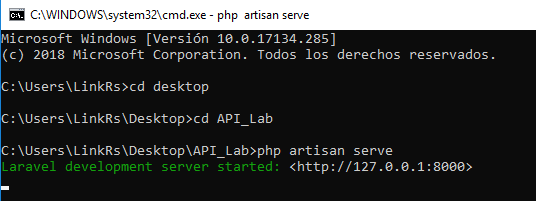 C:\WINDOWS\system32\cmd.exe - php  artisan serve
Microsoft Windows [Versión 10.0.17134.285]
(c) 2018 Microsoft Corporation. Todos los derechos reservados.
C:\Users\LinkRs>cd desktop
C:\Users\LinkRs\Desktop>cd API_Lab
C:\Users\LinkRs\Desktop\API_Lab>php artisan serve
Laravel development server started: <http://127.0.0.1:8000>